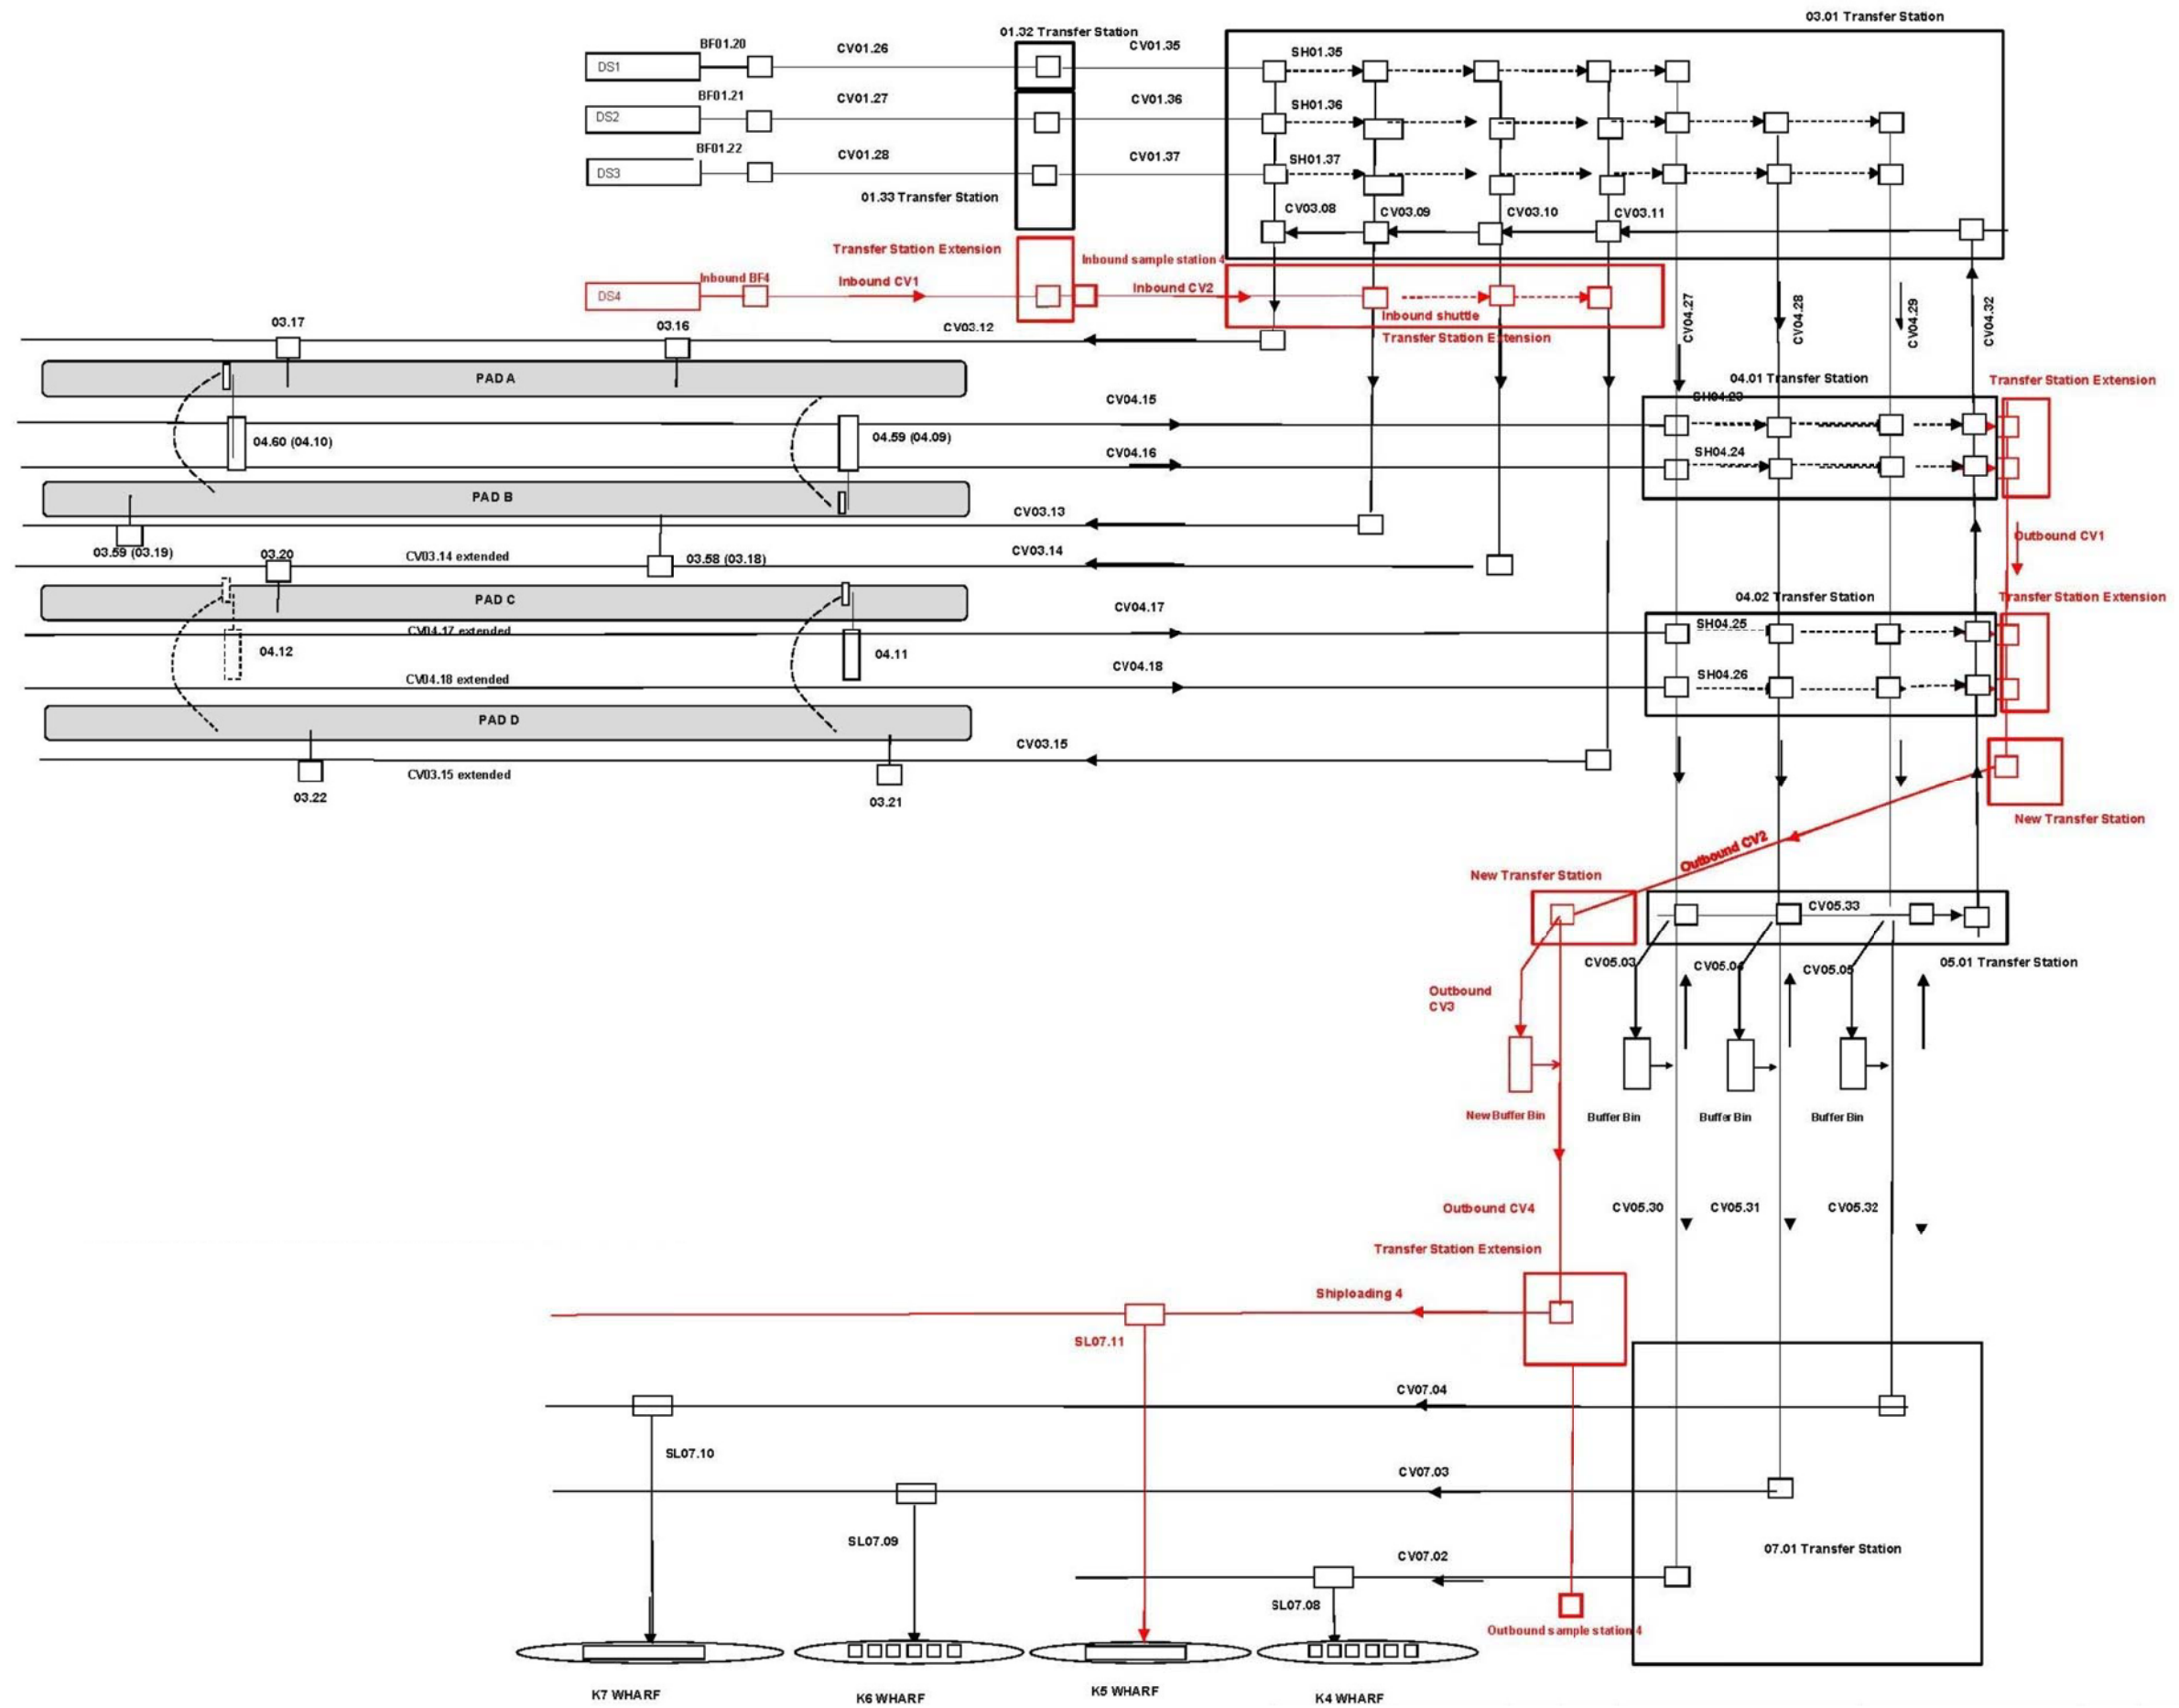 03.01 Transfer Station
01.32 Transfer Station
BF01.20
CV01.26
CV01.35
SH01.35
DS1
BF01.21
CV01.27
CV01.36
SH01.36
DS2
BF01.22
CV01.28
CV01.37
SH01.37
DS3
01.33 Transfer Station
CV03.08
CV03.09
CV03.10
CV03.11
Transfer Station Extension
Inbound sample station 4
Inbound BF4
Inbound CV1
Inbound CV2
DS4
Inbound shuttle
Transfer Station Extension
CV04.27
CV04.28
CV04.29
CV04.32
03.17
03.16
CV03.12
PAD A
04.01 Transfer Station
Transfer Station Extension
SH04.23
CV04.15
04.60 (04.10)
04.59 (04.09)
CV04.16
SH04.24
PAD B
CV03.13
Outbound CV1
03.59 (03.19)
03.20
CV03.14 extended
03.58 (03.18)
CV03.14
PAD C
CV04.17
04.02 Transfer Station
Transfer Station Extension
CV04.17 extended
SH04.25
04.12
04.11
CV04.18
CV04.18 extended
SH04.26
PAD D
CV03.15
CV03.15 extended
03.22
03.21
New Transfer Station
Outbound CV2
New Transfer Station
CV05.33
CV05.03
CV05.04
CV05.05
05.01 Transfer Station
Outbound
CV3
New Buffer Bin
Buffer Bin
Buffer Bin
Buffer Bin
Outbound CV4
CV05.30
CV05.31
CV05.32
Transfer Station Extension
Shiploading 4
SL07.11
CV07.04
SL07.10
CV07.03
SL07.09
CV07.02
07.01 Transfer Station
SL07.08
Outbound sample station 4
K7 WHARF
K6 WHARF
K5 WHARF
K4 WHARF